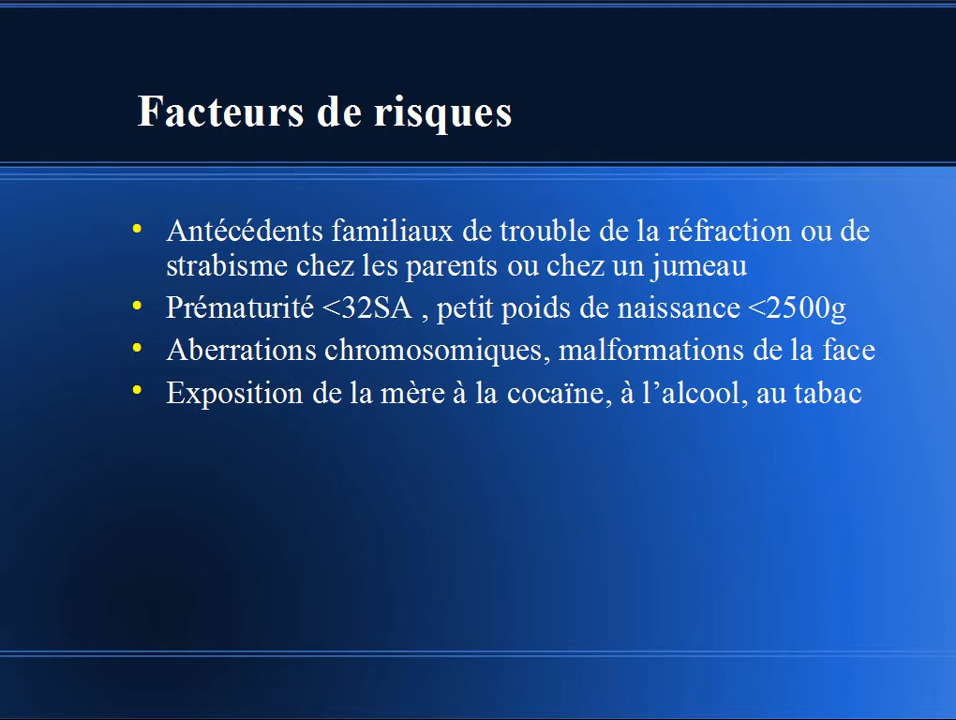 Facteurs de risques
• Antécédents familiaux de trouble de la réfraction ou de
strabisme chez les parents ou chez un jumeau
• Prématurité <32SA , petit poids de naissance <2500g
• Aberrations chromosomiques, malformations de la face
• Exposition de la mère à la cocaïne, à l’alcool, au tabac